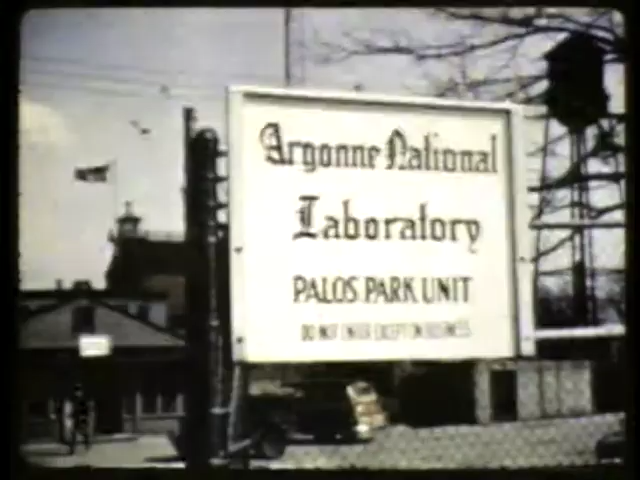 Argonne National
Laboratory
PALOS PARK UNIT
DO NOT ENTER EXCEPT ON BUSINESS